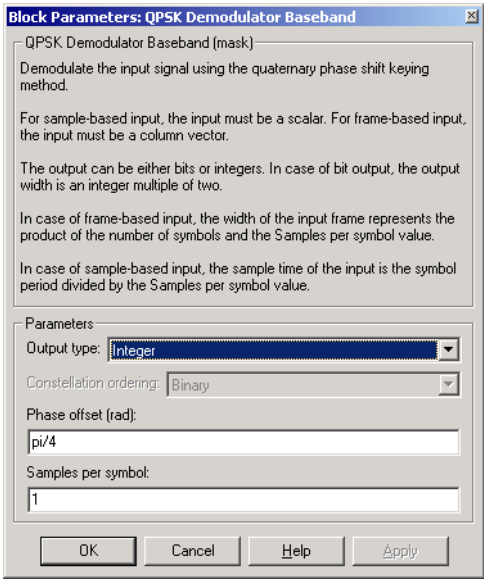 Block Parameters: QPSK Demodulator Baseband
QPSK Demodulator Baseband (mask)
Demodulate the input signal using the quaternary phase shift keying
method.
For sample-based input, the input must be a scalar. For frame-based input,
the input must be a column vector.
The output can be either bits or integers. In case of bit output, the output
width is an integer multiple of two.
In case of frame-based input, the width of the input frame represents the
product of the number of symbols and the Samples per symbol value.
In case of sample-based input, the sample time of the input is the symbol
period divided by the Samples per symbol value.
Parameters
Output type: Integer
Constellation ordering: Binary
Phase offset (rad):
pi/4
Samples per symbol:
1
OK Cancel Help Apply